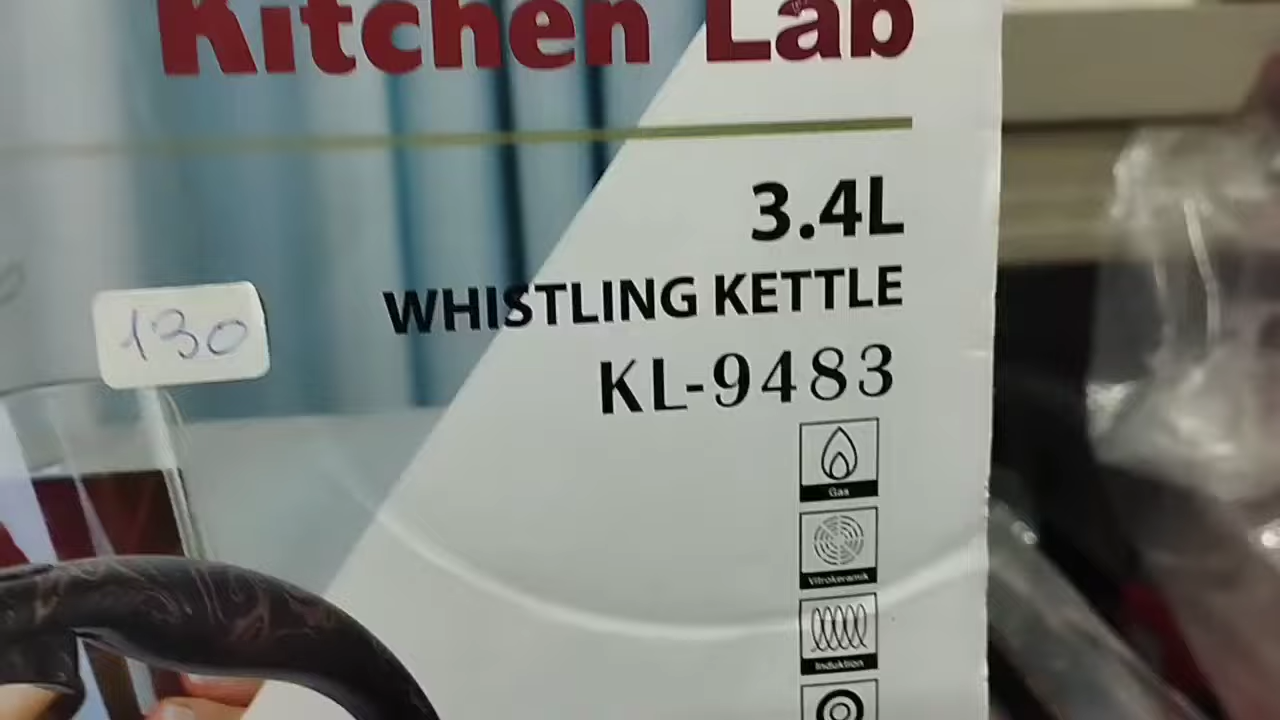 Kitchen Lab
3.4L
WHISTLING KETTLE
130
KL-9483
Gas
Vitrokeramik
Induktion